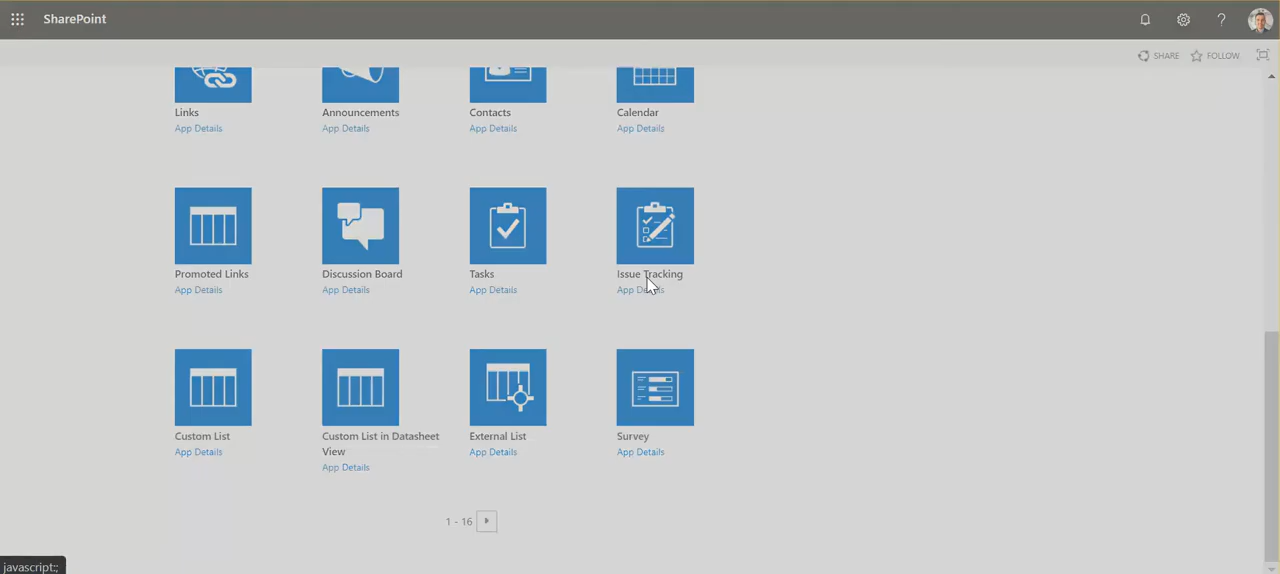 SharePoint
?
SHARE FOLLOW
Links Announcements Contacts Calendar
App Details App Details App Details App Details
Promoted Links Discussion Board Tasks Issue Tracking
App Details App Details App Details App Details
Custom List Custom List in Datasheet External List Survey
View
App Details App Details App Details
App Details
1 - 16
javascript:;